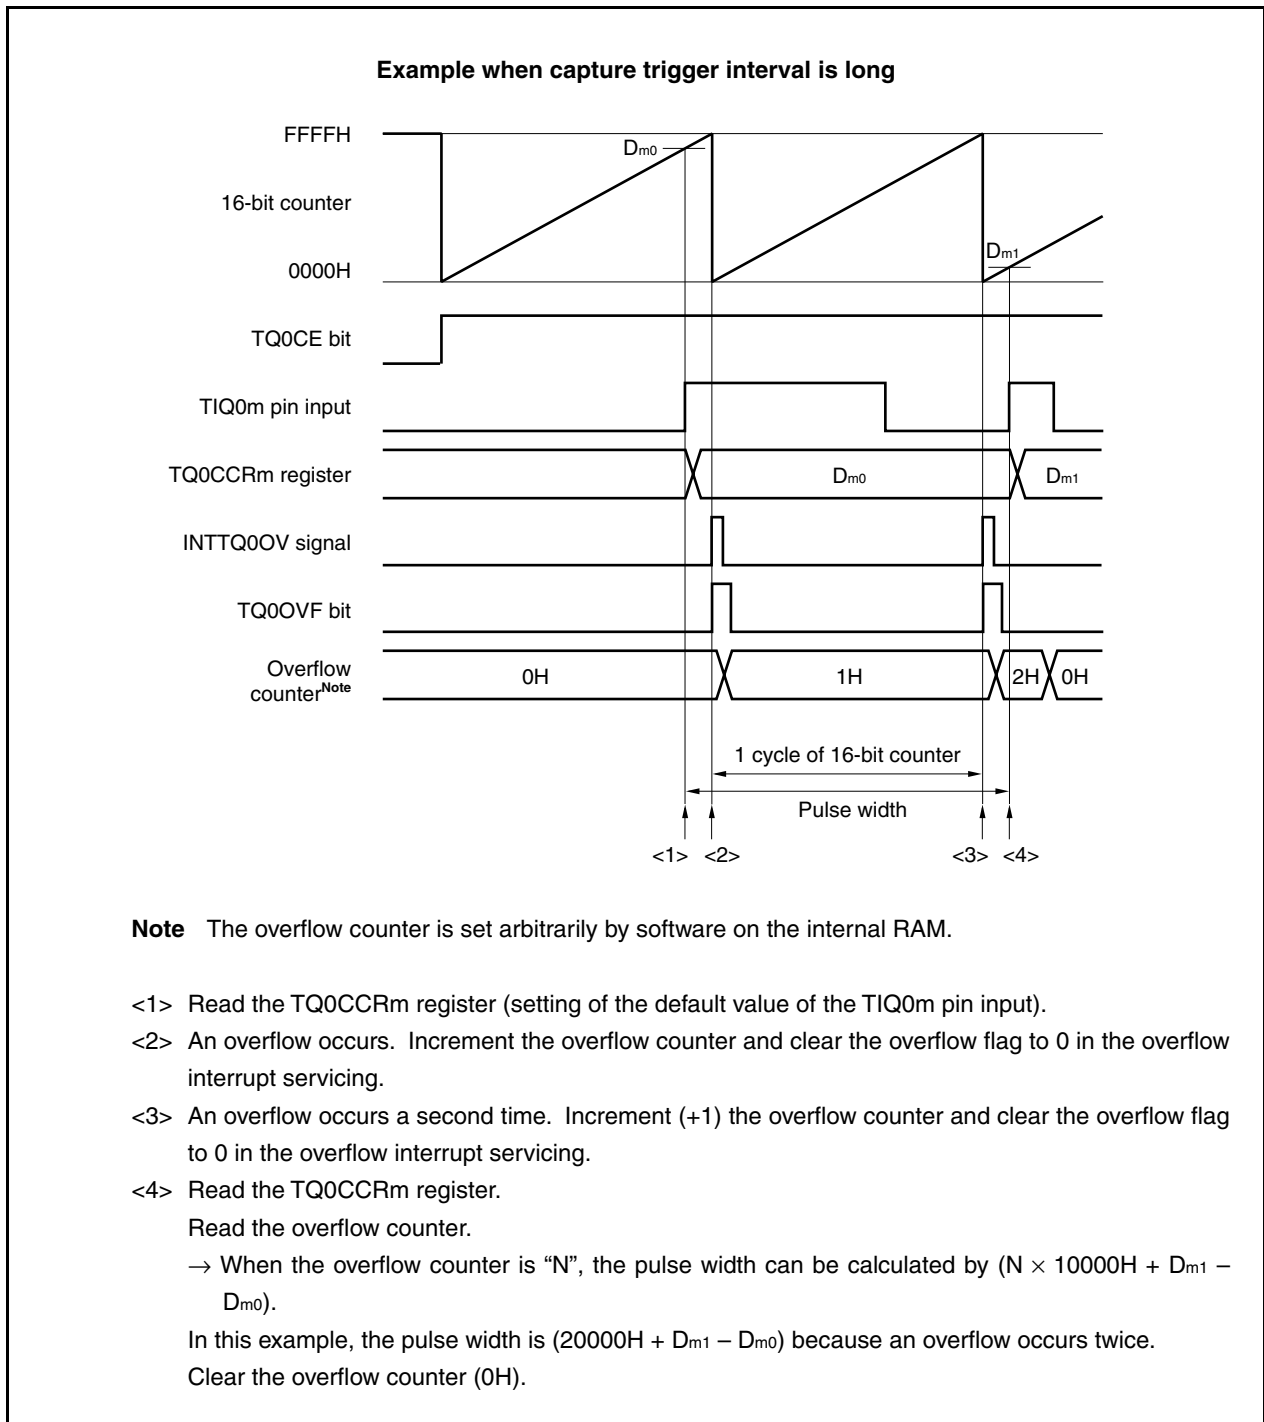 Example when capture trigger interval is long
FFFFH
Dm0
16-bit counter
Dm1
0000H
TQ0CE bit
TIQ0m pin input
TQ0CCRm register
Dm0
Dm1
INTTQ0OV signal
TQ0OVF bit
Overflow
counterNote
0H
1H
2H
0H
1 cycle of 16-bit counter
Pulse width
<1> <2> <3> <4>
Note The overflow counter is set arbitrarily by software on the internal RAM.
<1> Read the TQ0CCRm register (setting of the default value of the TIQ0m pin input).
<2> An overflow occurs. Increment the overflow counter and clear the overflow flag to 0 in the overflow
interrupt servicing.
<3> An overflow occurs a second time. Increment (+1) the overflow counter and clear the overflow flag
to 0 in the overflow interrupt servicing.
<4> Read the TQ0CCRm register.
Read the overflow counter.
→ When the overflow counter is “N”, the pulse width can be calculated by (N × 10000H + Dm1 –
Dm0).
In this example, the pulse width is (20000H + Dm1 – Dm0) because an overflow occurs twice.
Clear the overflow counter (0H).